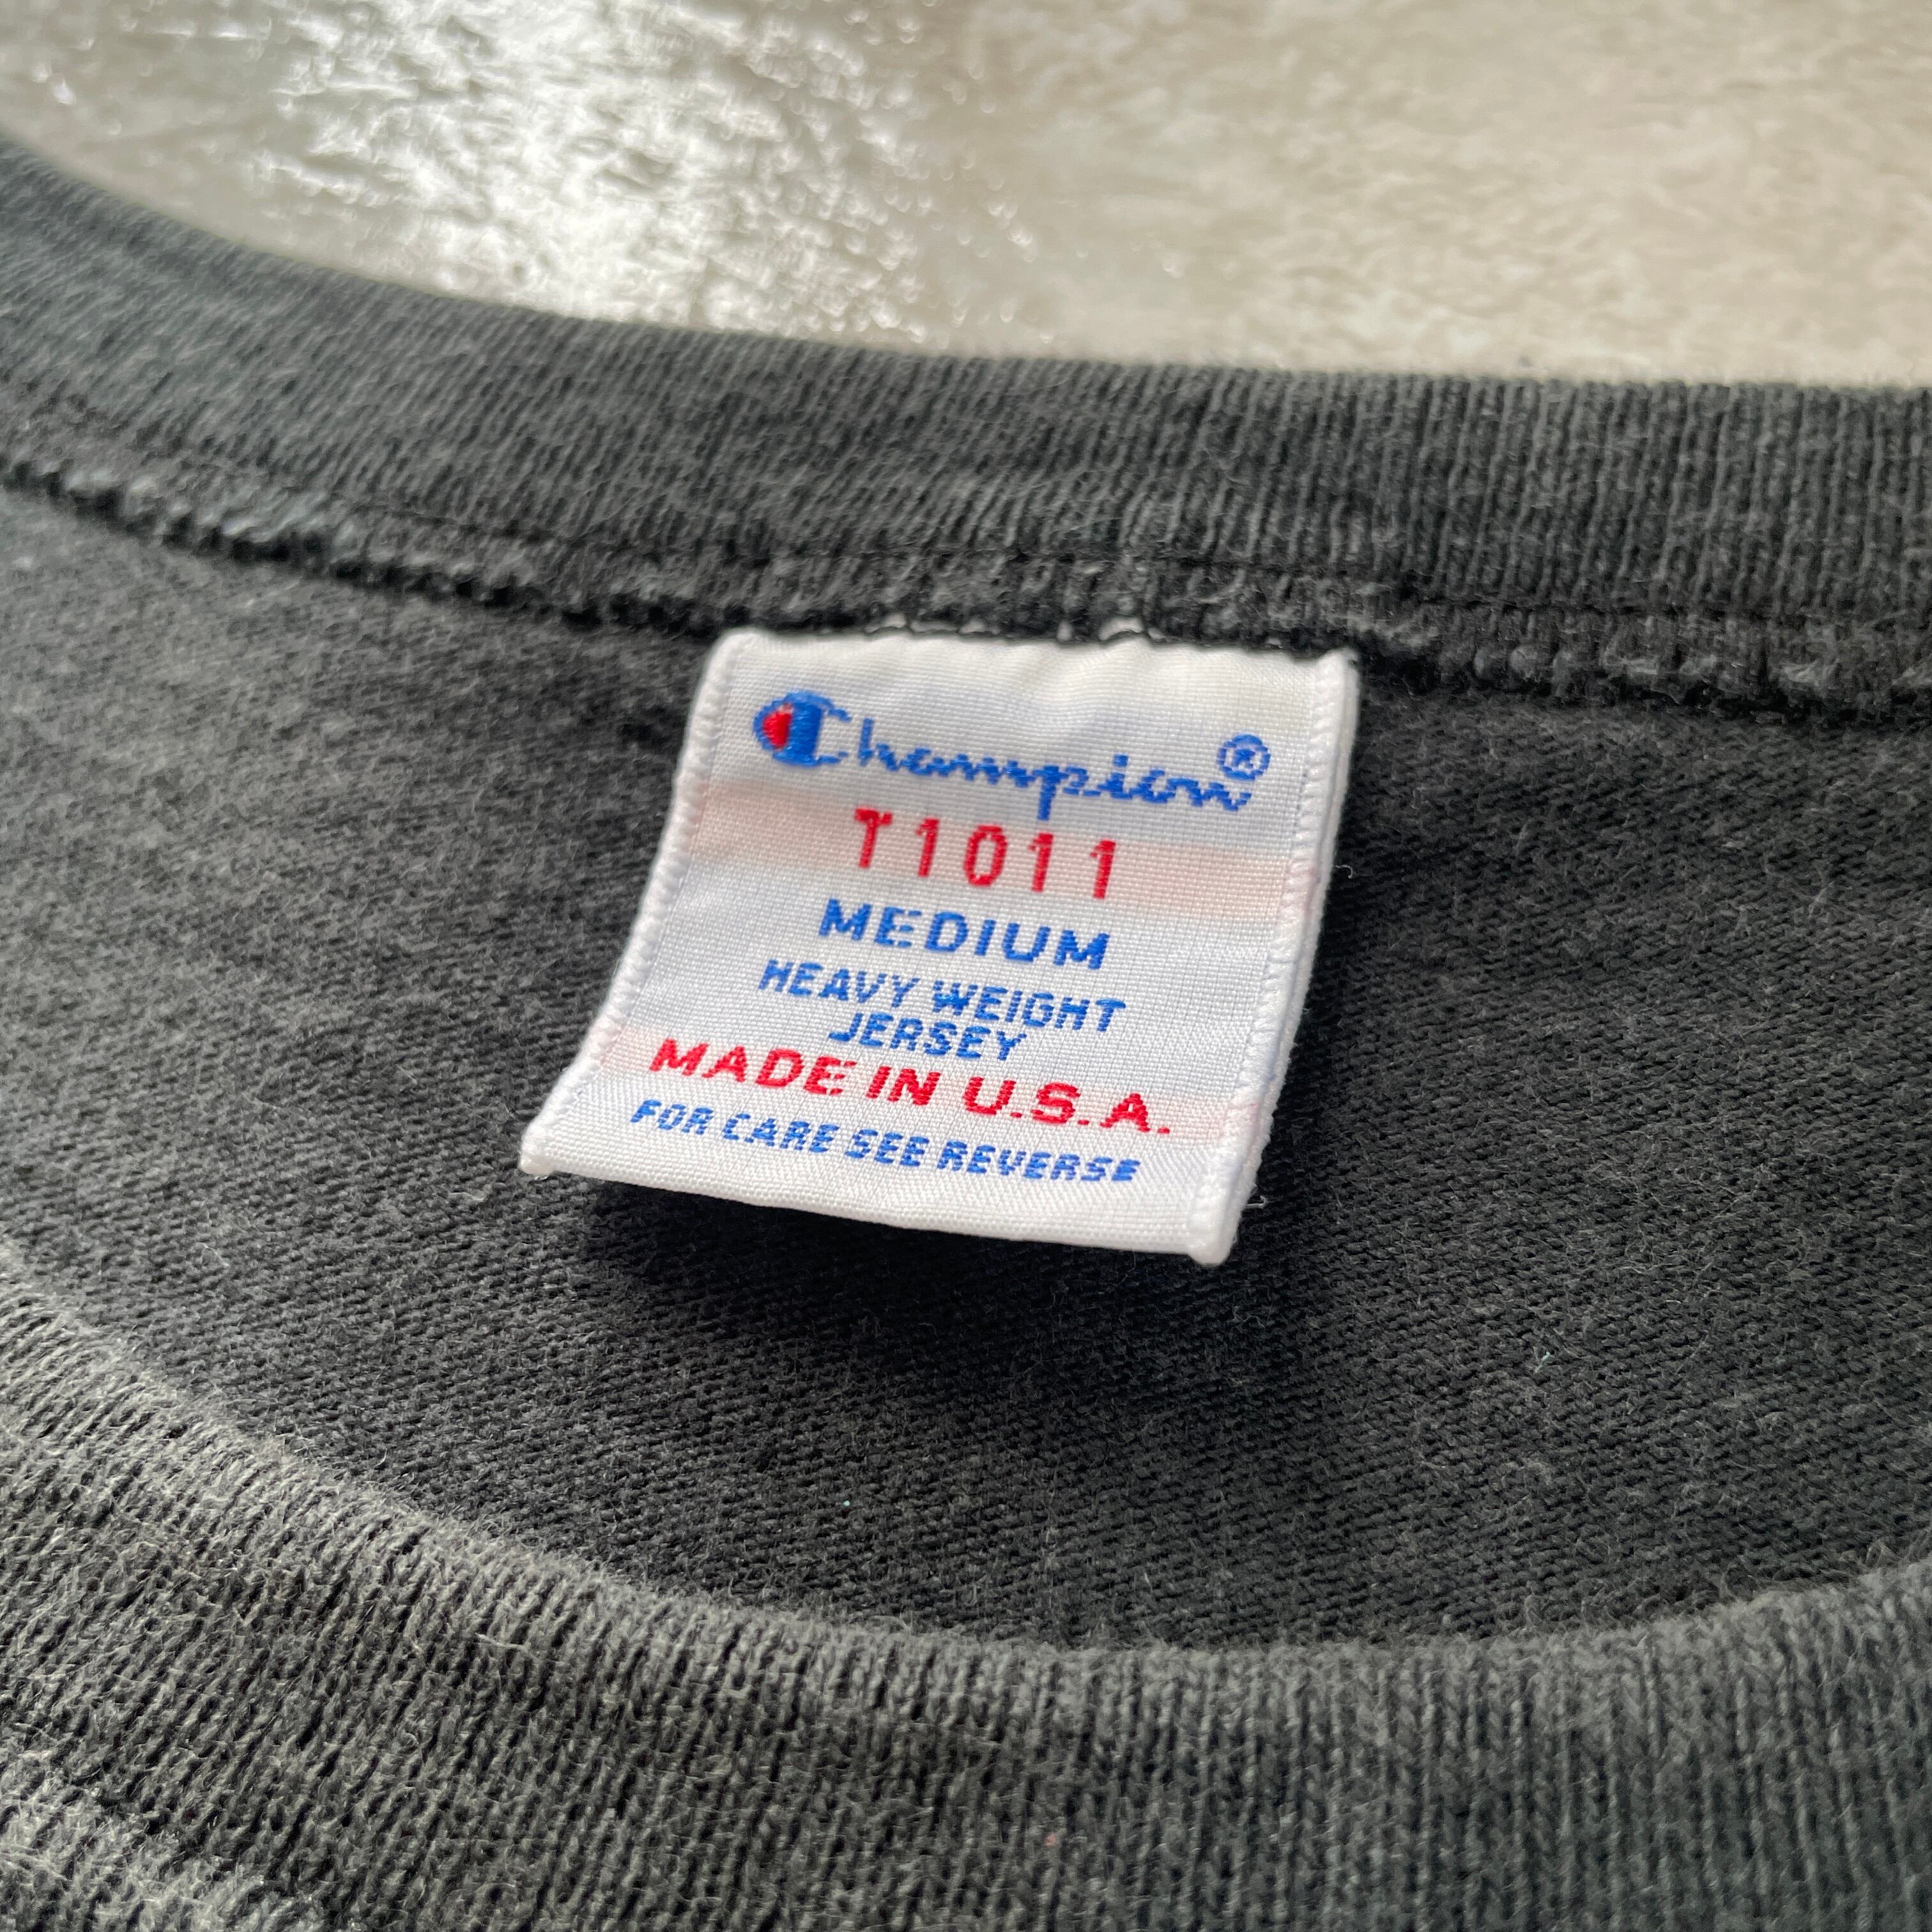 Champion®
T1011
MEDIUM
HEAVY WEIGHT
JERSEY
MADE IN U.S.A.
FOR CARE SEE REVERSE